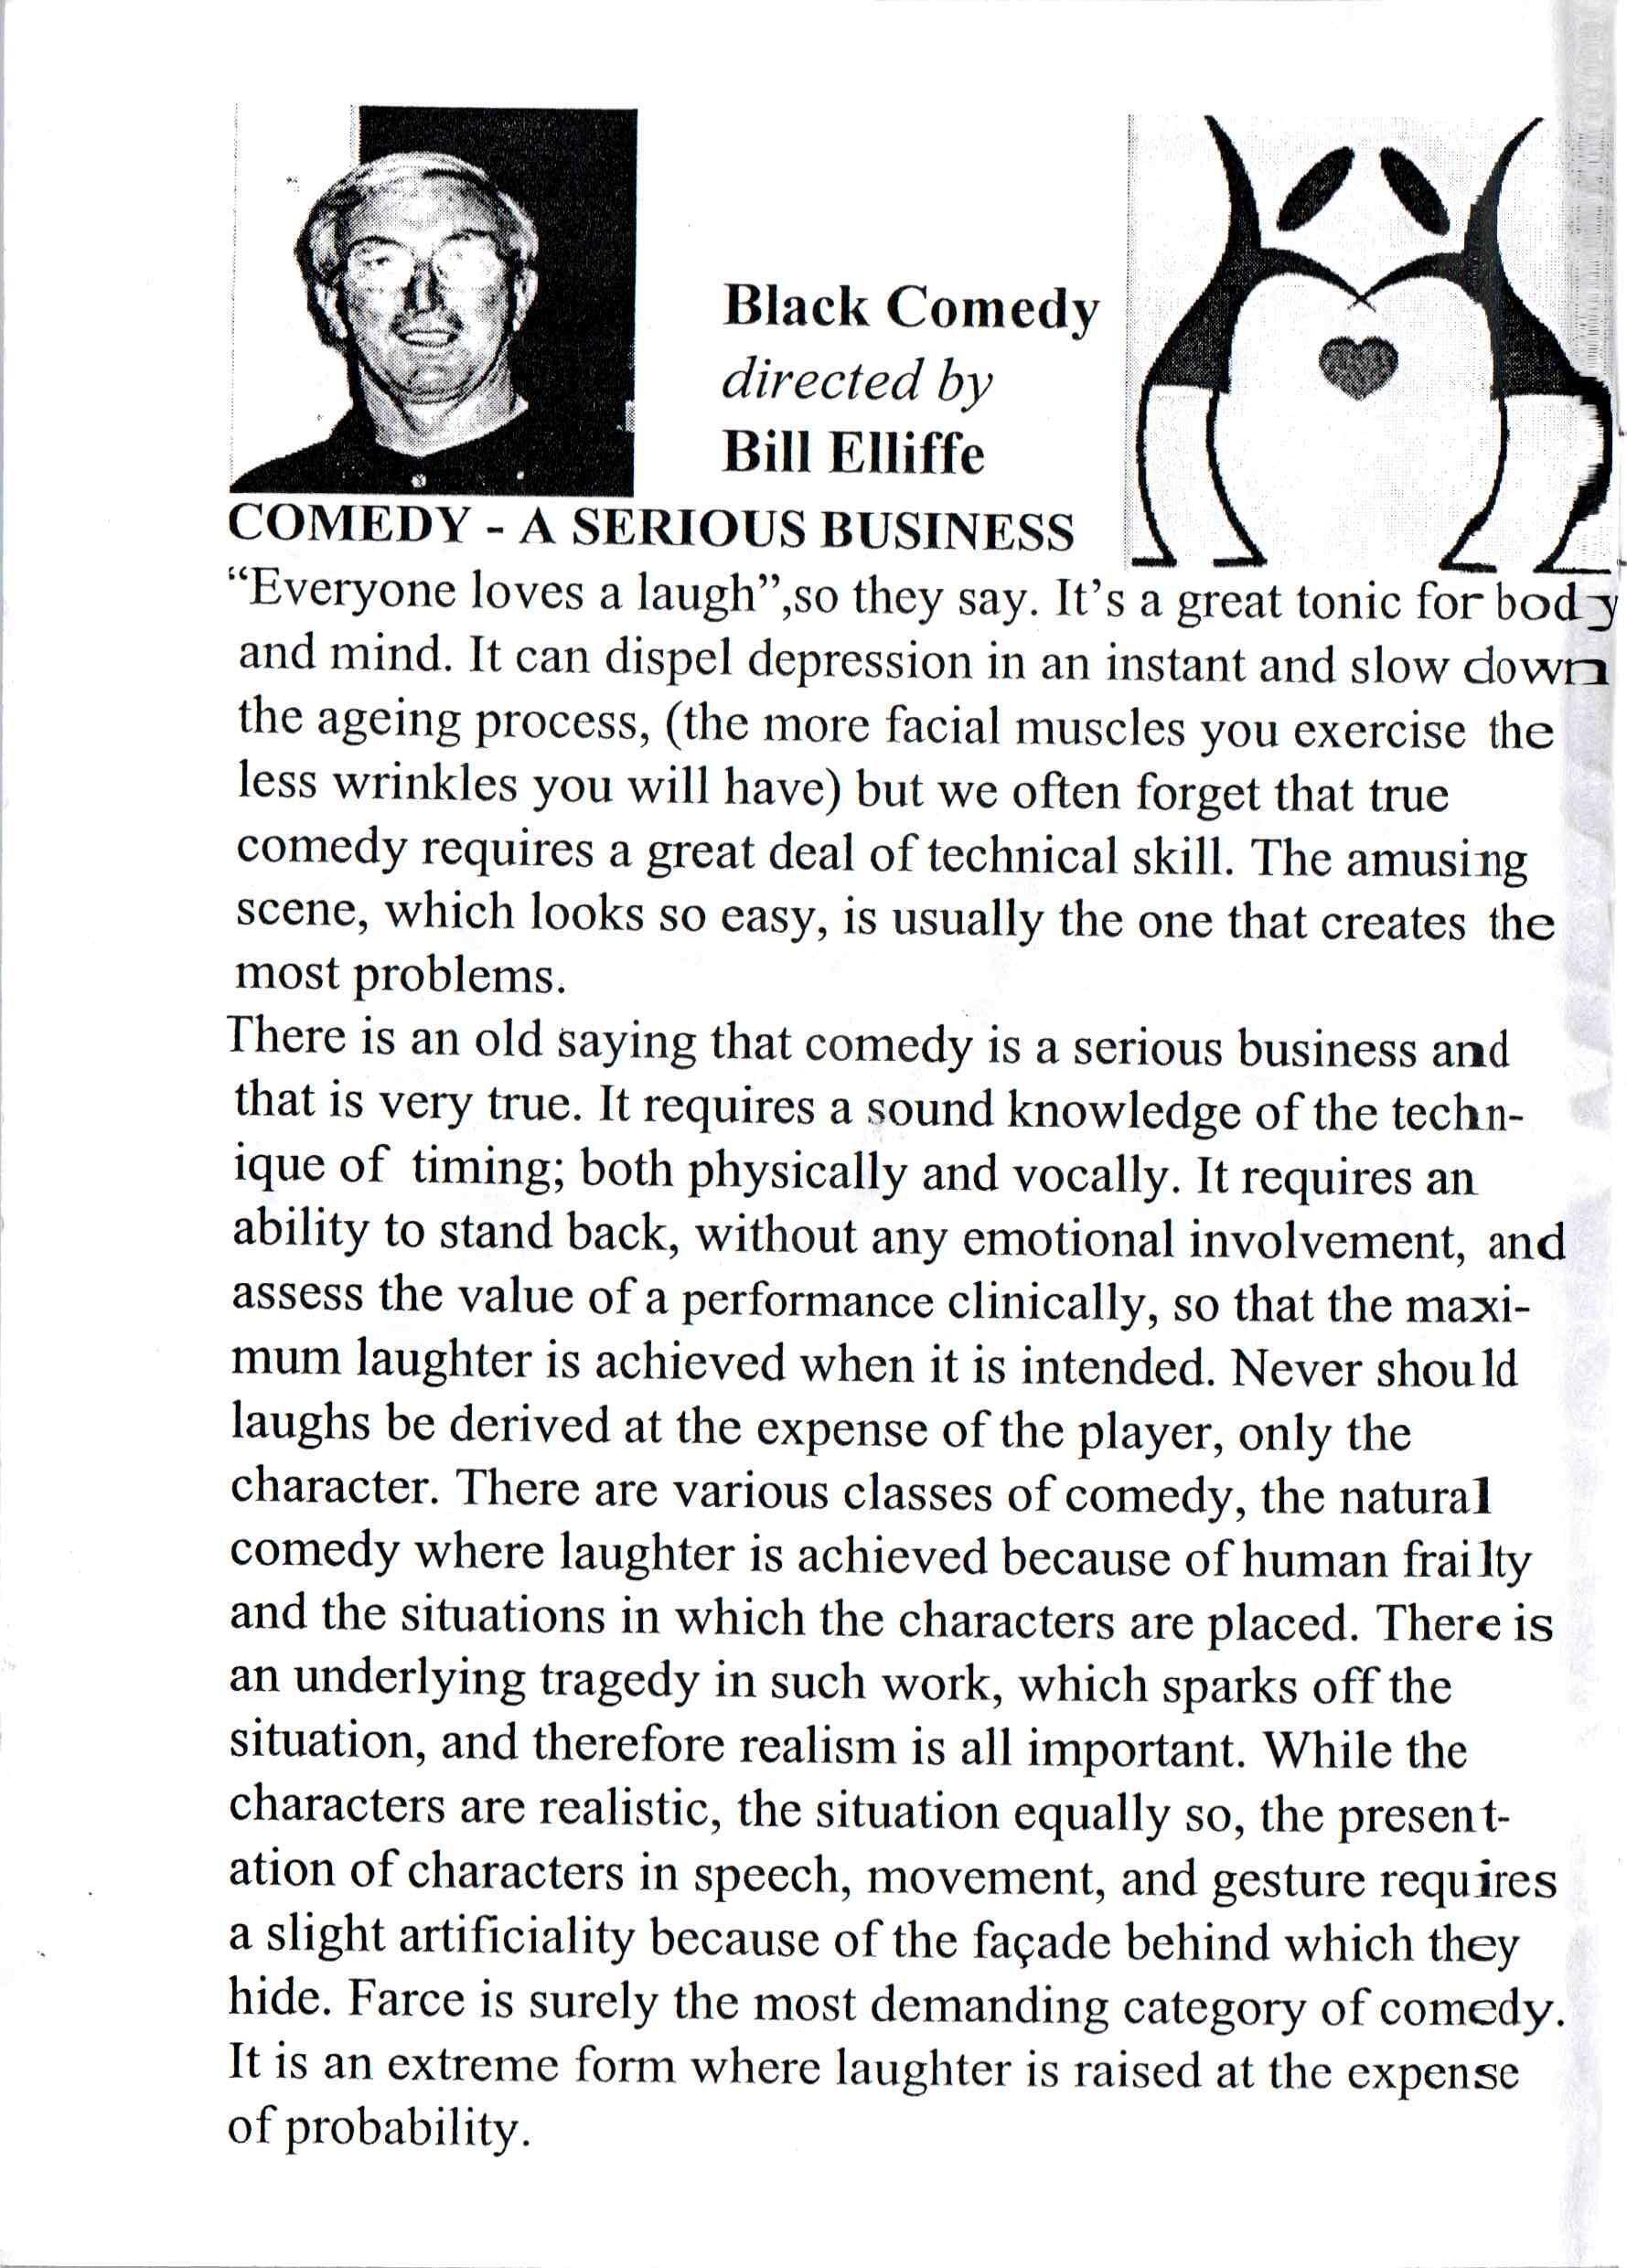 Black Comedy
directed by
Bill Elliffe
COMEDY - A SERIOUS BUSINESS
“Everyone loves a laugh”,so they say. It’s a great tonic for body
and mind. It can dispel depression in an instant and slow down
the ageing process, (the more facial muscles you exercise the
less wrinkles you will have) but we often forget that true
comedy requires a great deal of technical skill. The amusing
scene, which looks so easy, is usually the one that creates the
most problems.
There is an old saying that comedy is a serious business and
that is very true. It requires a sound knowledge of the techn-
ique of timing; both physically and vocally. It requires an
ability to stand back, without any emotional involvement, and
assess the value of a performance clinically, so that the maxi-
mum laughter is achieved when it is intended. Never should
laughs be derived at the expense of the player, only the
character. There are various classes of comedy, the natural
comedy where laughter is achieved because of human frailty
and the situations in which the characters are placed. There is
an underlying tragedy in such work, which sparks off the
situation, and therefore realism is all important. While the
characters are realistic, the situation equally so, the present-
ation of characters in speech, movement, and gesture requires
a slight artificiality because of the façade behind which they
hide. Farce is surely the most demanding category of comedy.
It is an extreme form where laughter is raised at the expense
of probability.